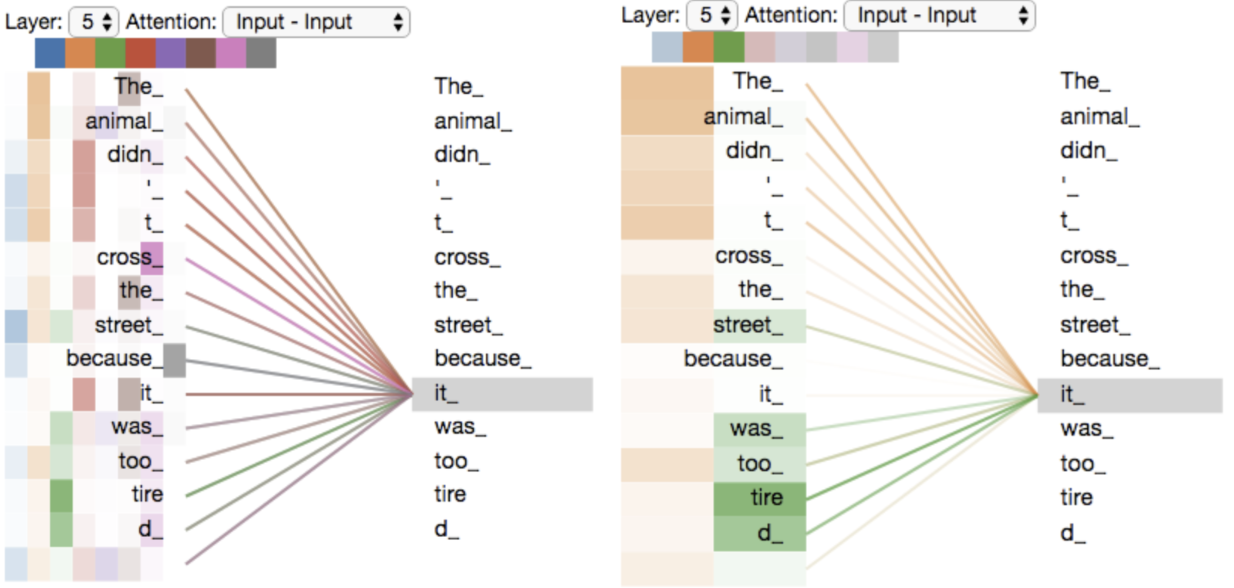 Layer: 5 Attention: Input - Input
The_ The_
animal_ animal_
didn_ didn_
'_ '_
t_ t_
cross_ cross_
the_ the_
street_ street_
because_ because_
it_ it_
was_ was_
too_ too_
tire tire
d_ d_
Layer: 5 Attention: Input - Input
The_ The_
animal_ animal_
didn_ didn_
'_ '_
t_ t_
cross_ cross_
the_ the_
street_ street_
because_ because_
it_ it_
was_ was_
too_ too_
tire tire
d_ d_